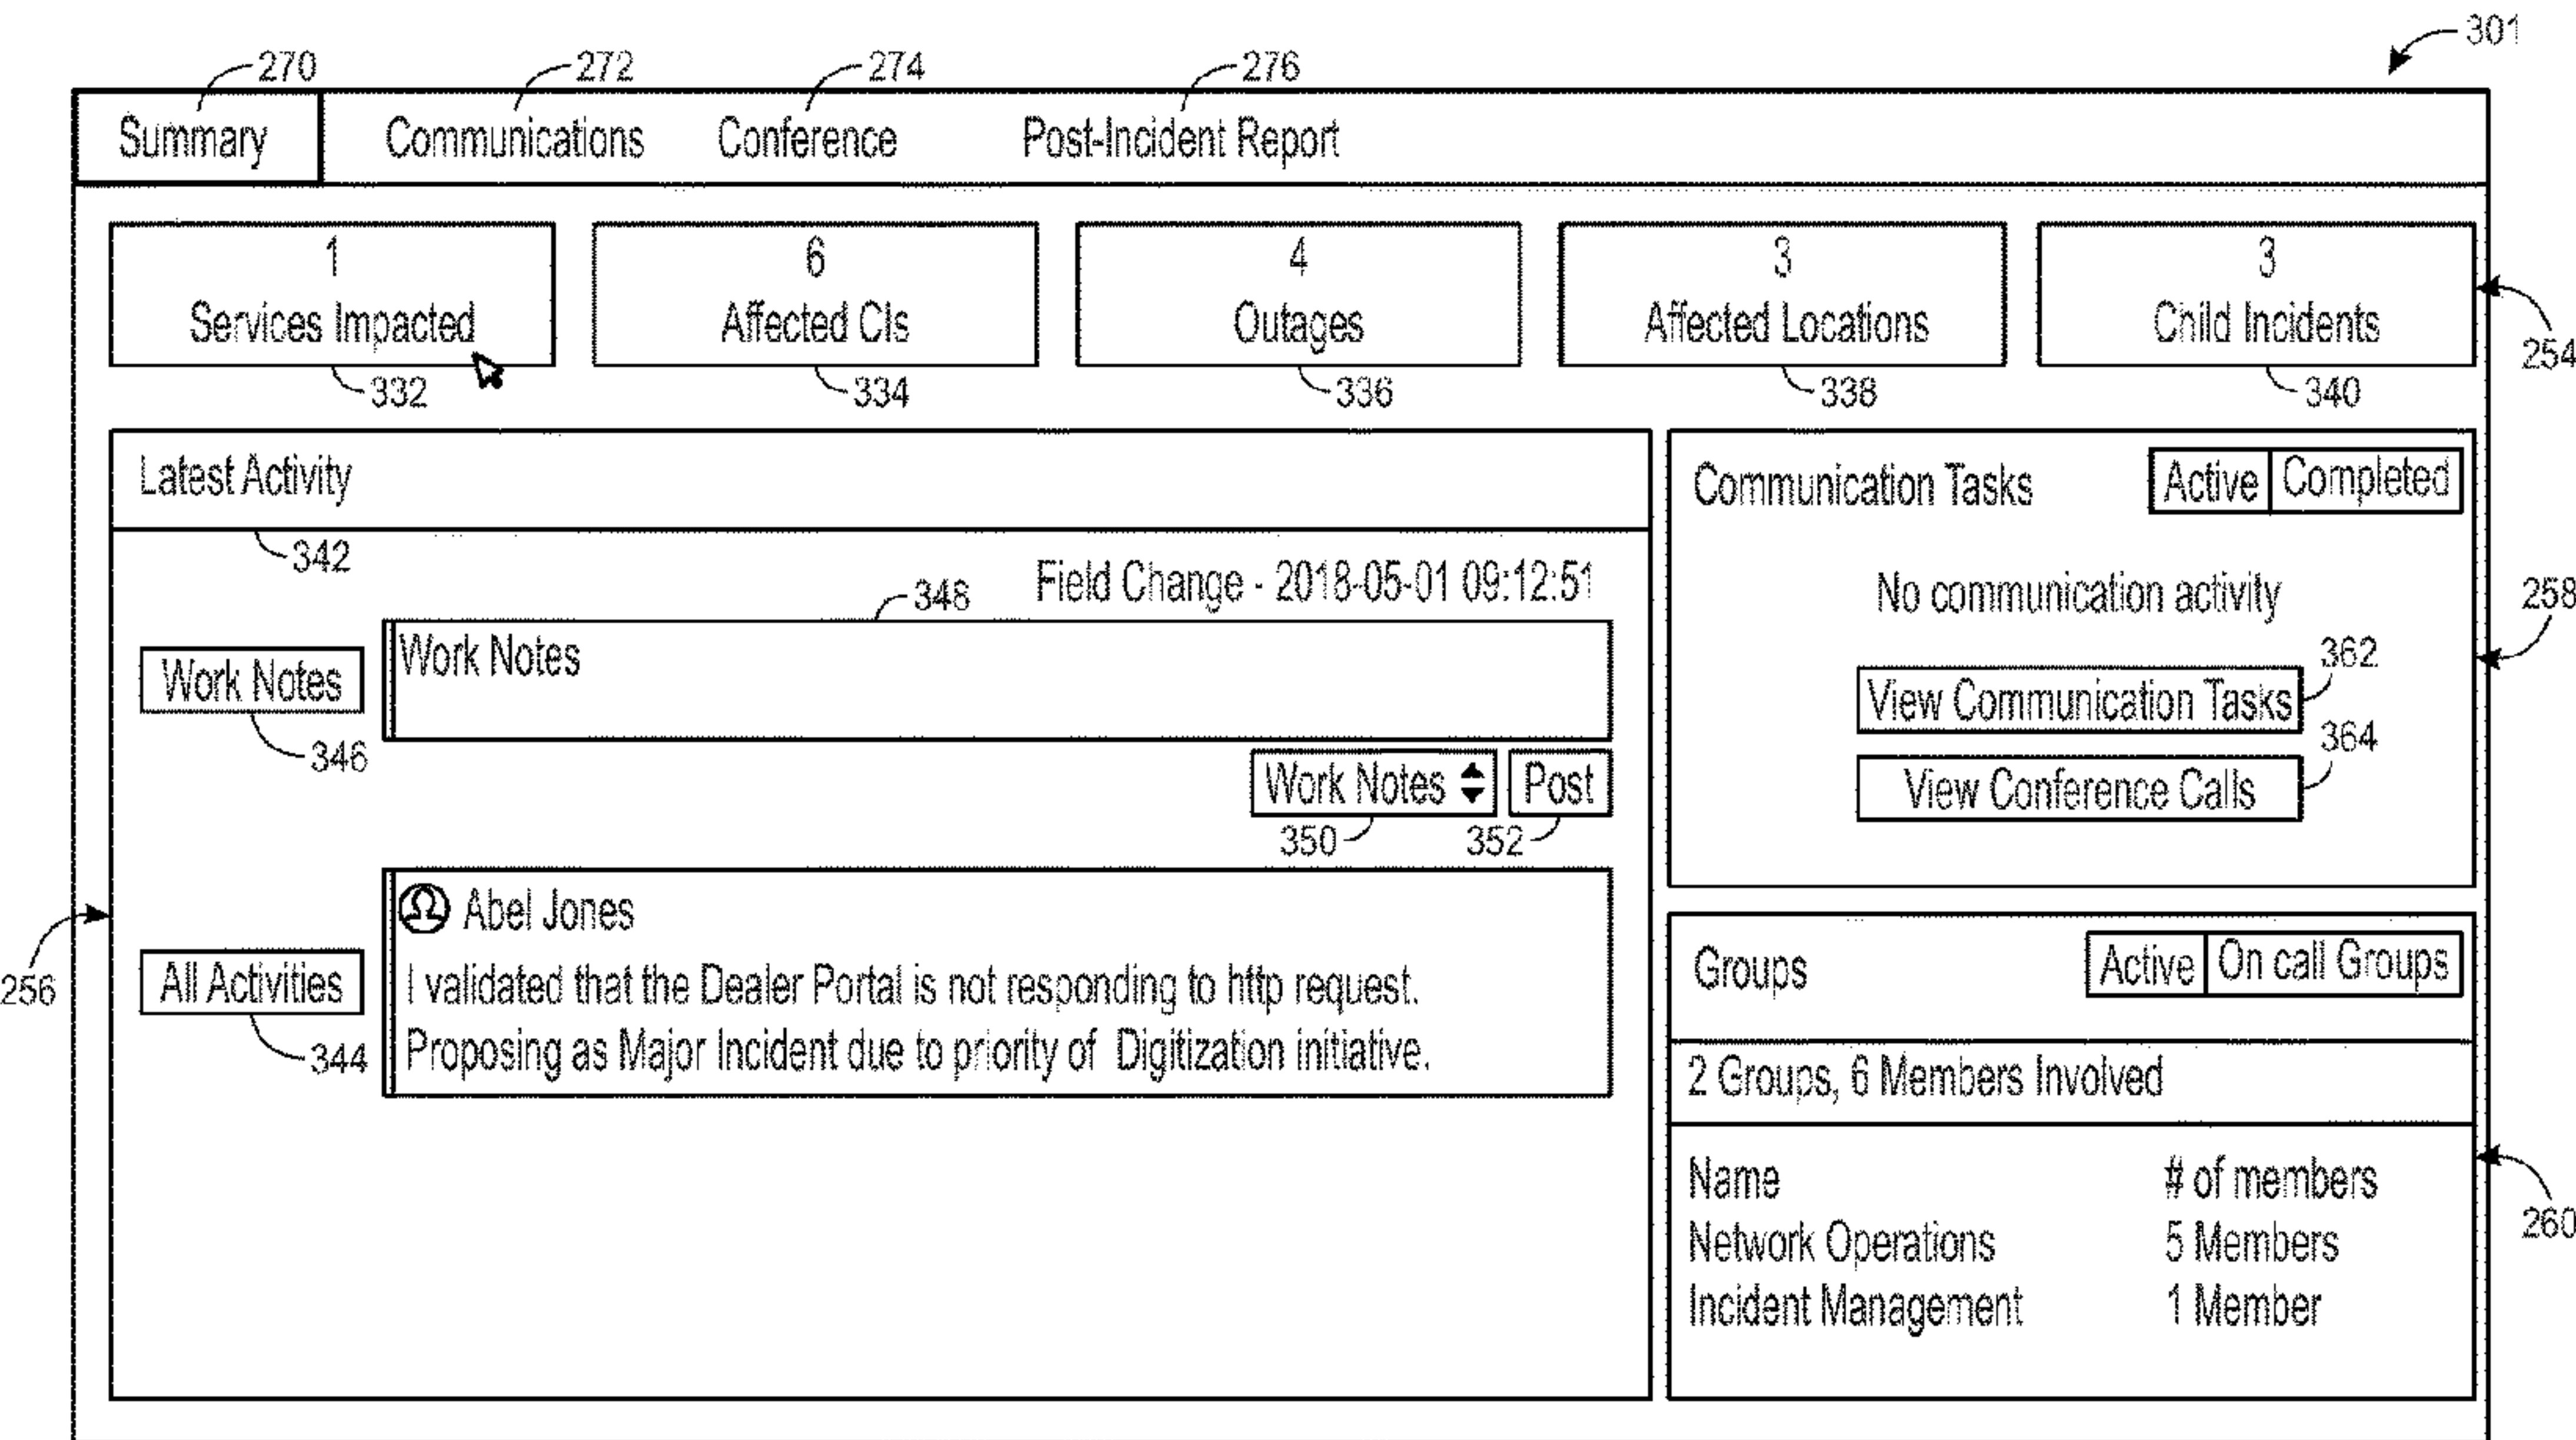 301
270
272
274
276
Summary
Communications
Conference
Post-Incident Report
1
Services Impacted
332
6
Affected CIs
334
4
Outages
336
3
Affected Locations
338
3
Child Incidents
340
254
Latest Activity
342
Field Change - 2018-05-01 09:12:51
348
Work Notes
346
Work Notes
Work Notes
Post
350
352
256
All Activities
344
Abel Jones
I validated that the Dealer Portal is not responding to http request.
Proposing as Major Incident due to priority of Digitization initiative.
Communication Tasks
Active
Completed
No communication activity
258
362
View Communication Tasks
364
View Conference Calls
Groups
Active
On call Groups
2 Groups, 6 Members Involved
Name # of members
Network Operations 5 Members
Incident Management 1 Member
260